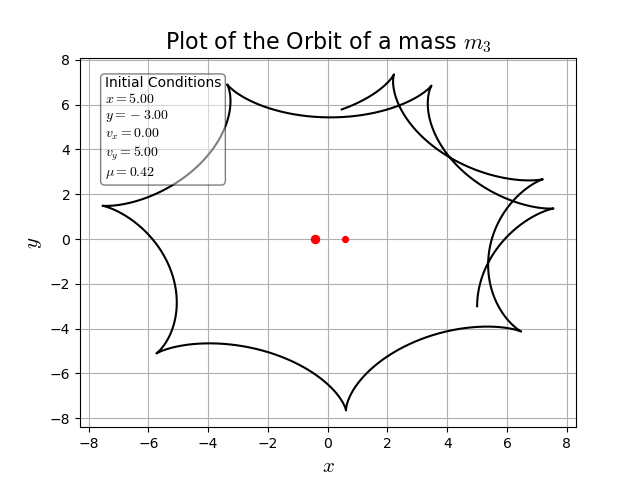 Plot of the Orbit of a mass m₃
Initial Conditions
x = 5.00
y = − 3.00
vₓ = 0.00
v_y = 5.00
μ = 0.42
8
6
4
2
0
−2
−4
−6
−8
y
−8 −6 −4 −2 0 2 4 6 8
x